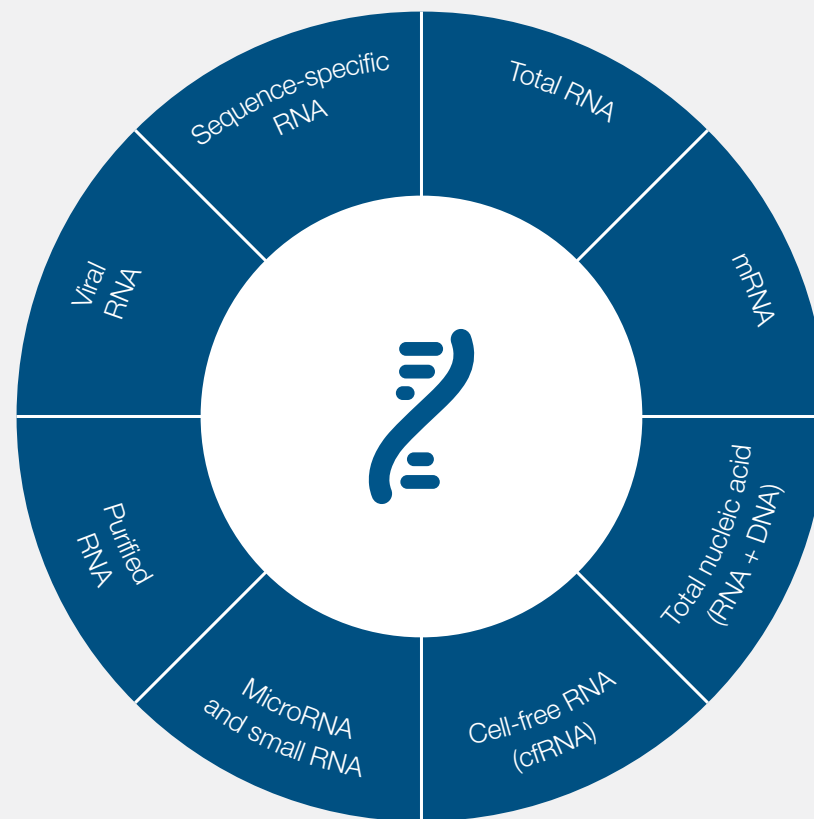 Total RNA
mRNA
Total nucleic acid
(RNA + DNA)
Cell-free RNA
(cfRNA)
MicroRNA
and small RNA
Purified
RNA
Viral
RNA
Sequence-specific
RNA